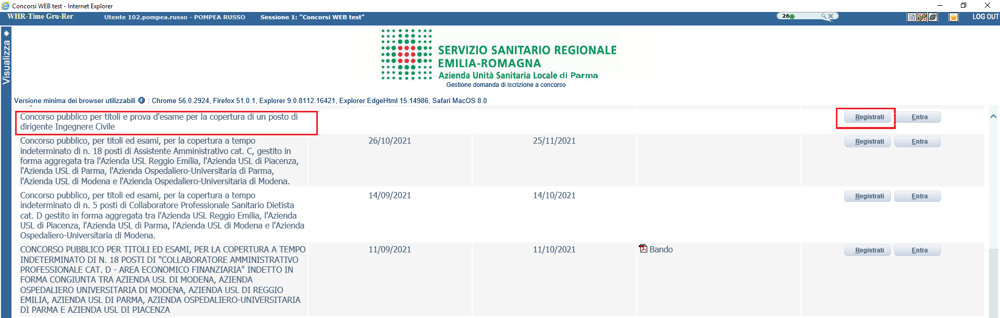 Concorsi WEB test - Internet Explorer
WHR-Time Gru-Rer
Utente 102.pompea.russo - POMPEA RUSSO
Sessione 1: "Concorsi WEB test"
26
LOG OUT
Visualizza
SERVIZIO SANITARIO REGIONALE
EMILIA-ROMAGNA
Azienda Unità Sanitaria Locale di Parma
Gestione domanda di iscrizione a concorso
Versione minima dei browser utilizzabili : Chrome 56.0.2924, Firefox 51.0.1, Explorer 9.0.8112.16421, Explorer EdgeHtml 15.14986, Safari MacOS 8.0
Concorso pubblico per titoli e prova d'esame per la copertura di un posto di
dirigente Ingegnere Civile
Registrati Entra
Concorso pubblico, per titoli ed esami, per la copertura a tempo
indeterminato di n. 18 posti di Assistente Amministrativo cat. C, gestito in
forma aggregata tra l'Azienda USL Reggio Emilia, l'Azienda USL di Piacenza,
l'Azienda USL di Parma, l'Azienda Ospedaliero-Universitaria di Parma,
l'Azienda USL di Modena e l'Azienda Ospedaliero-Universitaria di Modena.
26/10/2021 25/11/2021
Registrati Entra
Concorso pubblico, per titoli ed esami, per la copertura a tempo
indeterminato di n. 5 posti di Collaboratore Professionale Sanitario Dietista
cat. D gestito in forma aggregata tra l'Azienda USL Reggio Emilia, l'Azienda
USL di Piacenza, l'Azienda USL di Parma, l'Azienda USL di Modena e l'Azienda
Ospedaliero-Universitaria di Modena.
14/09/2021 14/10/2021
Registrati Entra
CONCORSO PUBBLICO PER TITOLI ED ESAMI, PER LA COPERTURA A TEMPO
INDETERMINATO DI N. 18 POSTI DI "COLLABORATORE AMMINISTRATIVO
PROFESSIONALE CAT. D - AREA ECONOMICO FINANZIARIA" INDETTO IN
FORMA CONGIUNTA TRA AZIENDA USL DI MODENA, AZIENDA
OSPEDALIERO UNIVERSITARIA DI MODENA, AZIENDA USL DI REGGIO
EMILIA, AZIENDA USL DI PARMA, AZIENDA OSPEDALIERO-UNIVERSITARIA
DI PARMA E AZIENDA USL DI PIACENZA
11/09/2021 11/10/2021 Bando
Registrati Entra